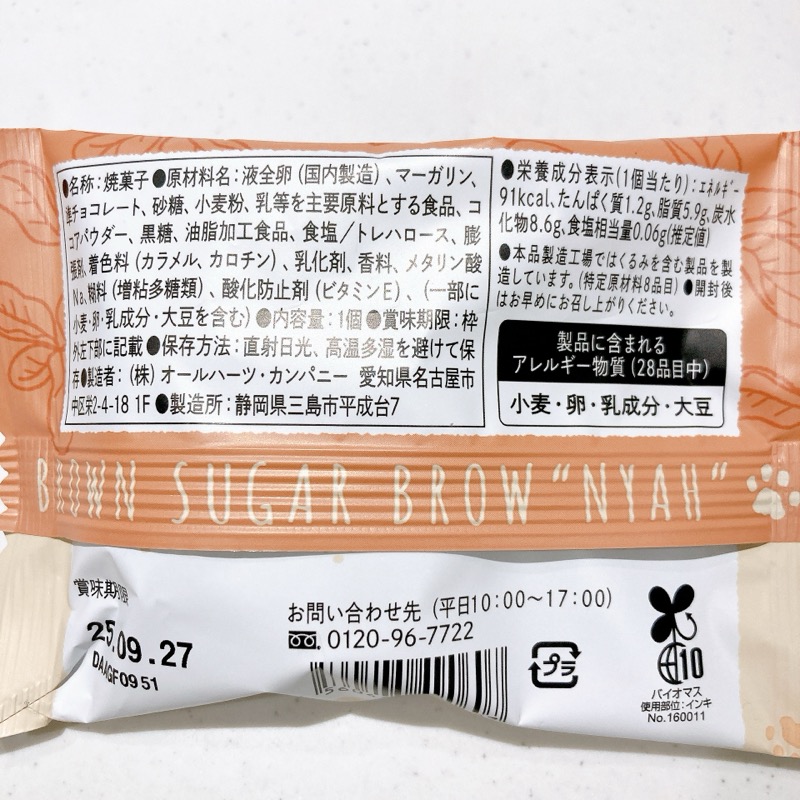 ●名称：焼菓子●原材料名：液全卵（国内製造）、マーガリン、
準チョコレート、砂糖、小麦粉、乳等を主要原料とする食品、コ
コアパウダー、黒糖、油脂加工食品、食塩／トレハロース、膨
張剤、着色料（カラメル、カロチン）、乳化剤、香料、メタリン酸
Na、糊料（増粘多糖類）、酸化防止剤（ビタミンE）、（一部に
小麦・卵・乳成分・大豆を含む）●内容量：1個●賞味期限：枠
外左下部に記載●保存方法：直射日光、高温多湿を避けて保
存●製造者：（株）オールハーツ・カンパニー　愛知県名古屋市
中区栄2-4-18 1F●製造所：静岡県三島市平成台7
●栄養成分表示（1個当たり）：エネルギー
91kcal、たんぱく質1.2g、脂質5.9g、炭水
化物8.6g、食塩相当量0.06g（推定値）
●本品製造工場ではくるみを含む製品を製
造しています。（特定原材料8品目）●開封後
はお早めにお召し上がりください。
製品に含まれる
アレルギー物質（28品目中）
小麦・卵・乳成分・大豆
BROWN SUGAR BROW“NYAH”
賞味期限
25.09.27
DAAGF0951
お問い合わせ先（平日10:00～17:00）
0120-96-7722
プラ
10
バイオマス
使用部位：インキ
No.160011